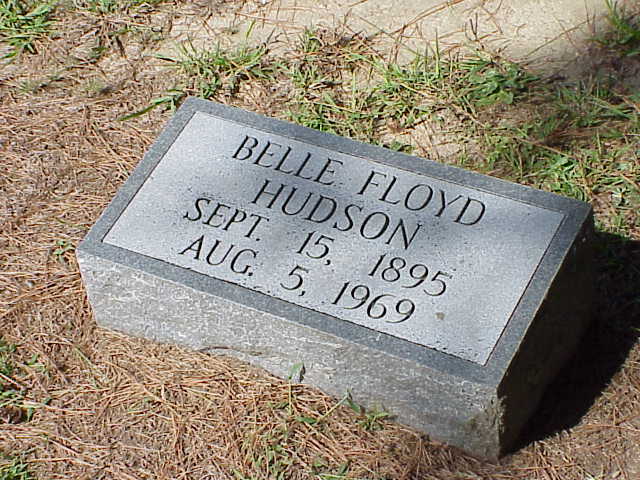 BELLE FLOYD
HUDSON
SEPT. 15, 1895
AUG. 5, 1969